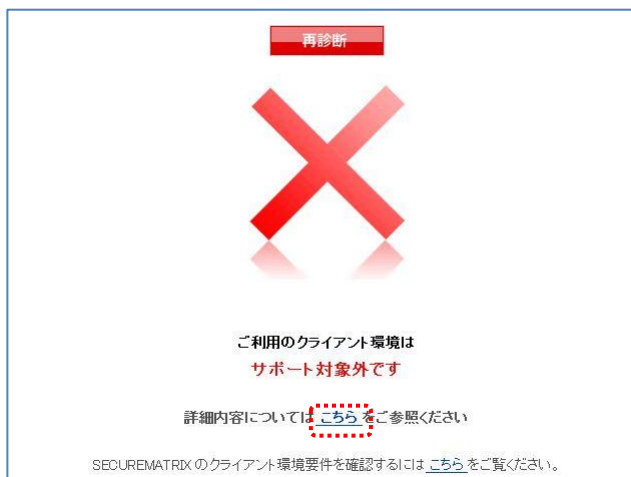 再診断
ご利用のクライアント環境は
サポート対象外です
詳細内容については こちら をご参照ください
SECUREMATRIX のクライアント環境要件を確認するには こちら をご覧ください。